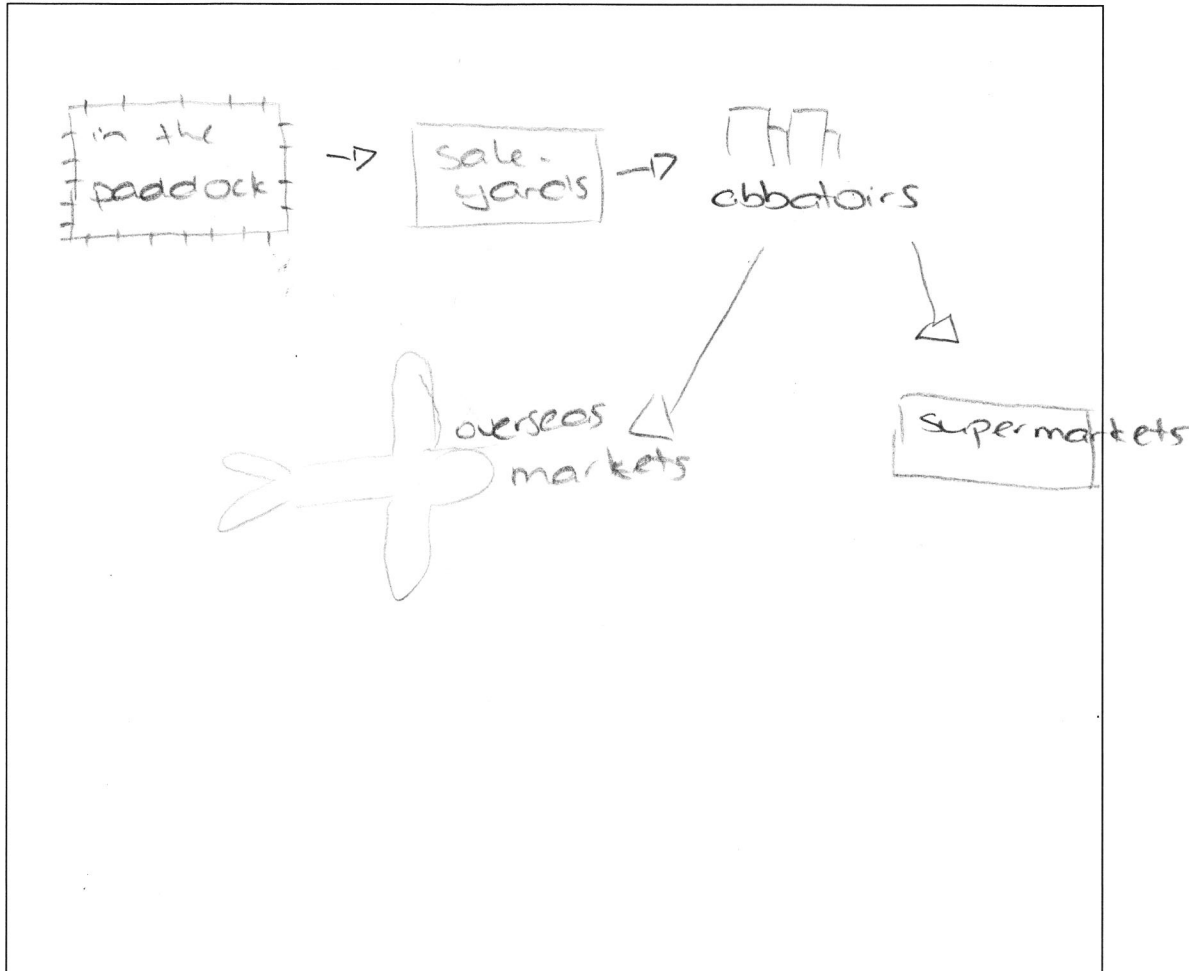 in the
paddock
sale-
yards
abbatoirs
overseas
markets
supermarkets